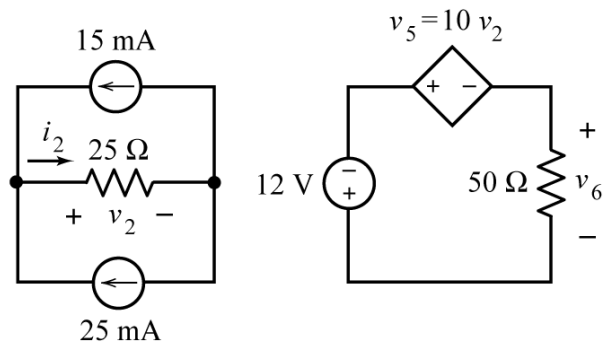 v₅ = 10 v₂
15 mA
+ −
i₂
25 Ω
+
−
+
12 V
50 Ω
v₆
+ v₂ −
−
+
25 mA